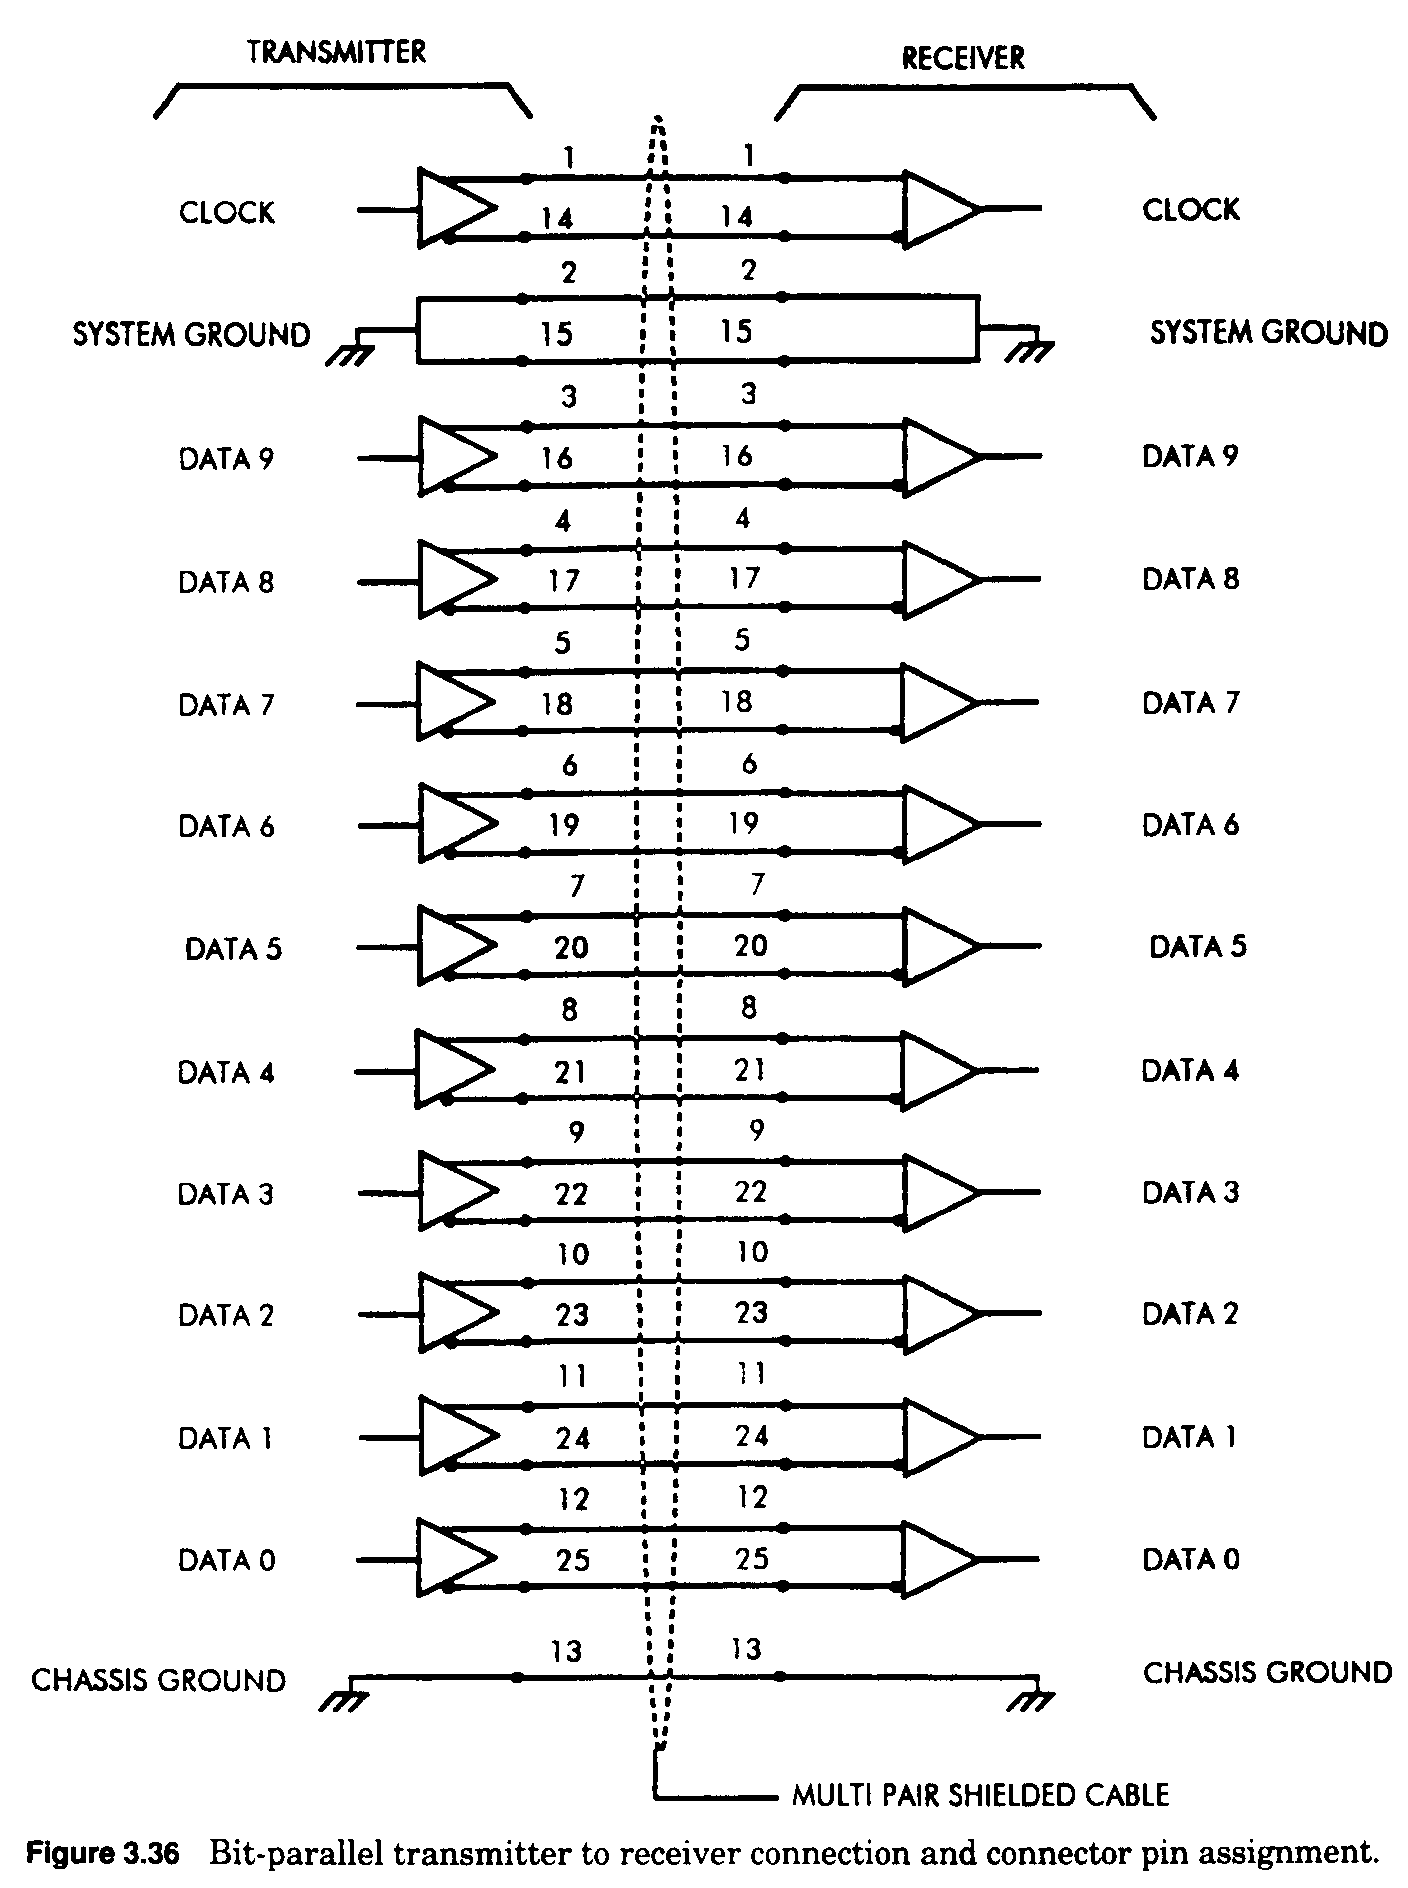 TRANSMITTER RECEIVER
1 1
CLOCK 14 14 CLOCK
2 2
SYSTEM GROUND 15 15 SYSTEM GROUND
3 3
DATA 9 16 16 DATA 9
4 4
DATA 8 17 17 DATA 8
5 5
DATA 7 18 18 DATA 7
6 6
DATA 6 19 19 DATA 6
7 7
DATA 5 20 20 DATA 5
8 8
DATA 4 21 21 DATA 4
9 9
DATA 3 22 22 DATA 3
10 10
DATA 2 23 23 DATA 2
11 11
DATA 1 24 24 DATA 1
12 12
DATA 0 25 25 DATA 0
13 13
CHASSIS GROUND CHASSIS GROUND
MULTI PAIR SHIELDED CABLE
Figure 3.36 Bit-parallel transmitter to receiver connection and connector pin assignment.